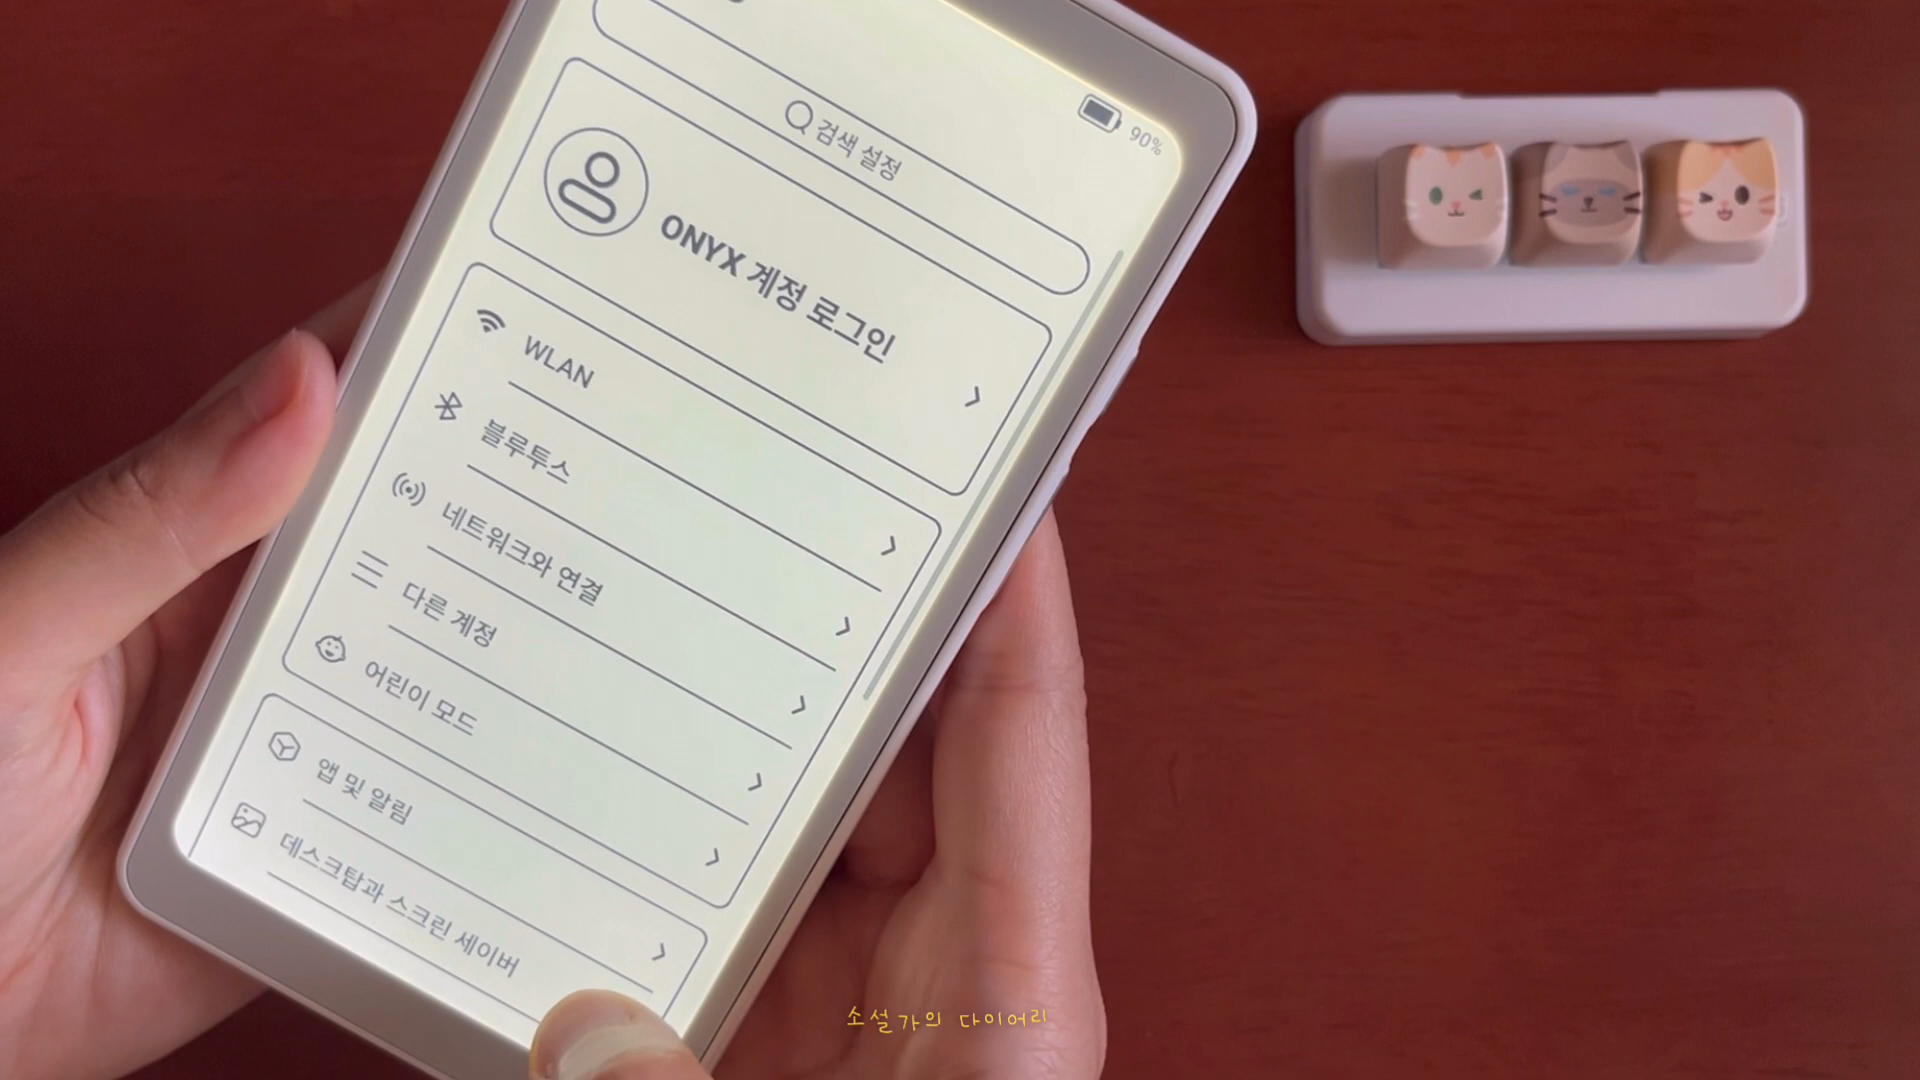 90%
검색 설정
ONYX 계정 로그인
WLAN
블루투스
네트워크와 연결
다른 계정
어린이 모드
앱 및 알림
데스크탑과 스크린 세이버
소설가의 다이어리